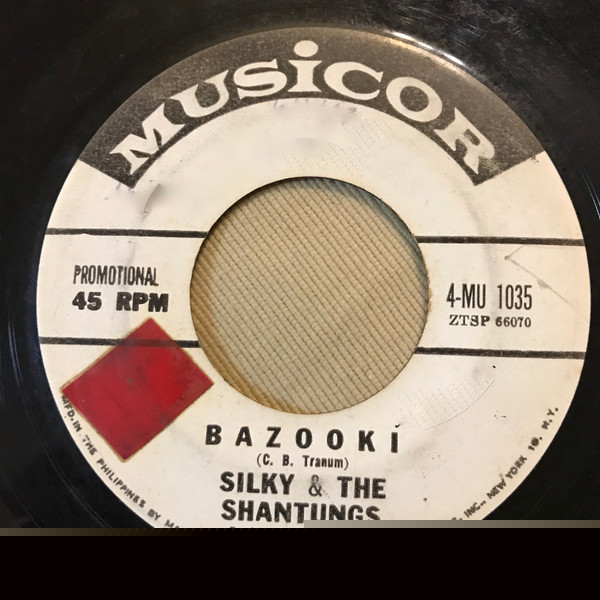 MUSiCOR
PROMOTIONAL
45 RPM
4-MU 1035
ZTSP 66070
BAZOOKI
(C. B. Tranum)
SILKY & THE
SHANTUNGS
MFD. IN THE PHILIPPINES BY
INC., NEW YORK 19, N.Y.